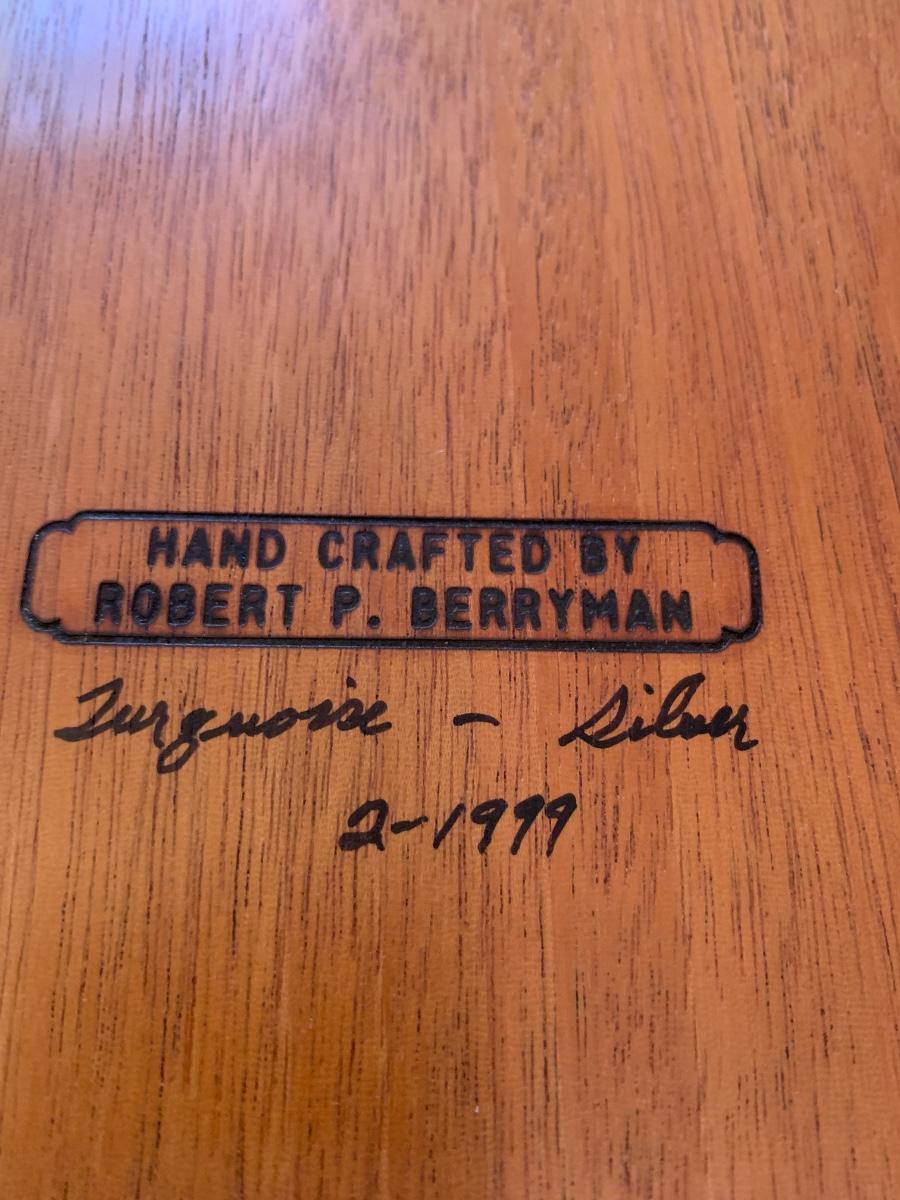 HAND CRAFTED BY
ROBERT P. BERRYMAN
Turquoise - Silver
2-1999